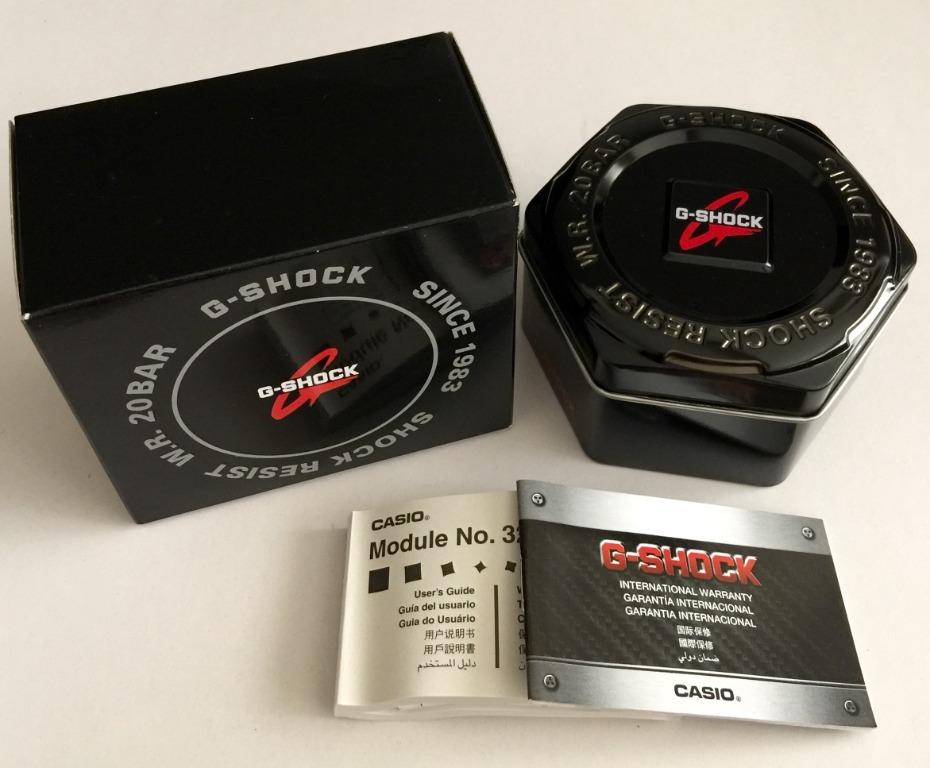 G-SHOCK
SINCE 1983
SHOCK RESIST
W.R. 20BAR
G-SHOCK
G-SHOCK
SINCE 1983
SHOCK RESIST
W.R. 20BAR
G-SHOCK
CASIO®
Module No.
User's Guide
Guía del usuario
Guia do Usuário
用户说明书
用戶說明書
دليل المستخدم
G-SHOCK
INTERNATIONAL WARRANTY
GARANTÍA INTERNACIONAL
GARANTIA INTERNACIONAL
国际保修
國際保修
ضمان دولي
CASIO®